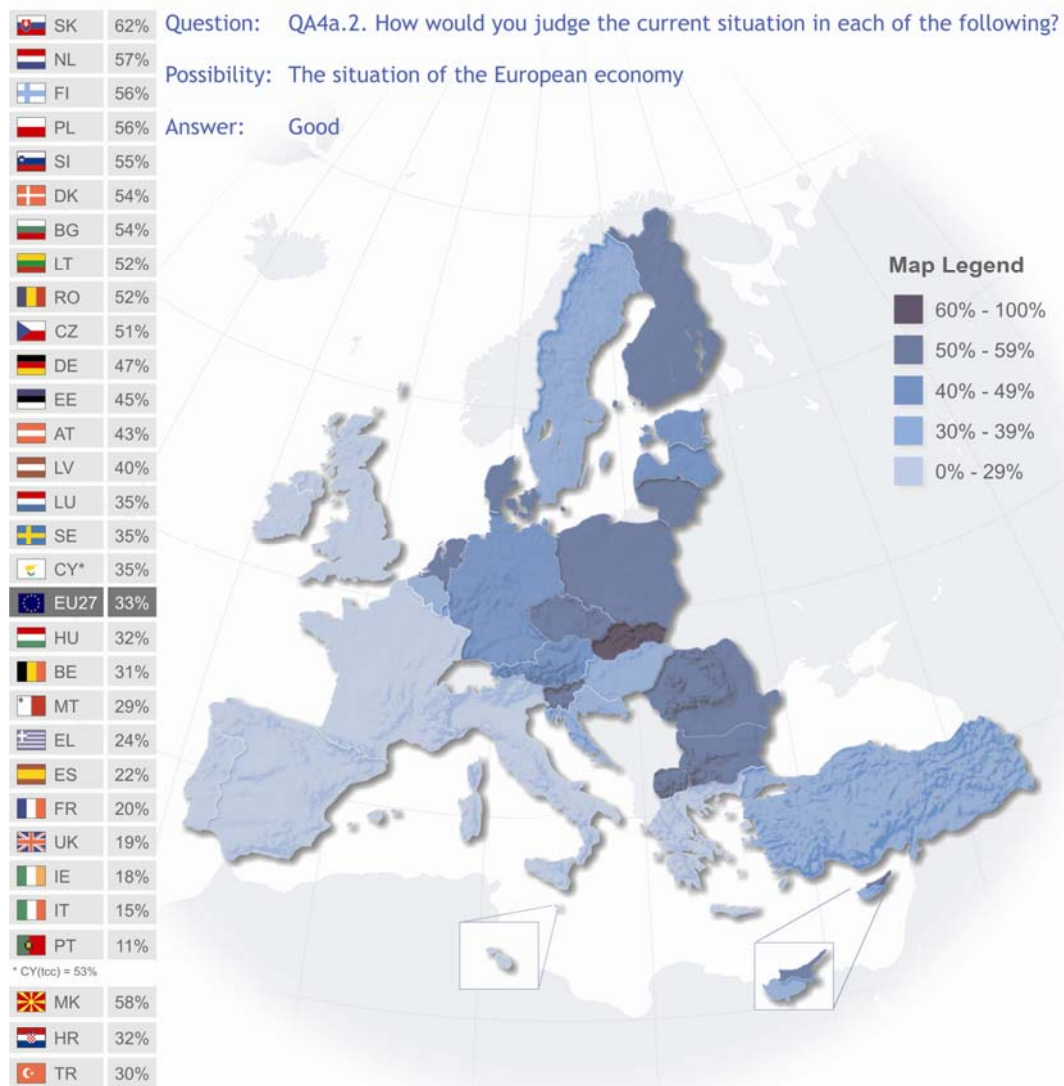 Question: QA4a.2. How would you judge the current situation in each of the following?
Possibility: The situation of the European economy
Answer: Good
SK 62%
NL 57%
FI 56%
PL 56%
SI 55%
DK 54%
BG 54%
LT 52%
RO 52%
CZ 51%
DE 47%
EE 45%
AT 43%
LV 40%
LU 35%
SE 35%
CY* 35%
EU27 33%
HU 32%
BE 31%
MT 29%
EL 24%
ES 22%
FR 20%
UK 19%
IE 18%
IT 15%
PT 11%
* CY(tcc) = 53%
MK 58%
HR 32%
TR 30%
Map Legend
60% - 100%
50% - 59%
40% - 49%
30% - 39%
0% - 29%